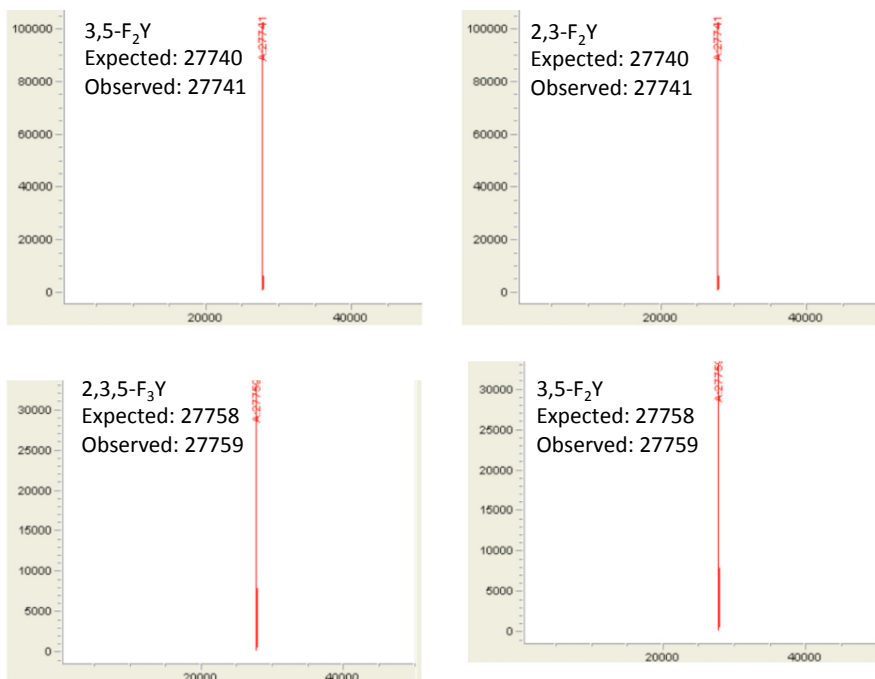 3,5-F₂Y
Expected: 27740
Observed: 27741
A:27741
100000
80000
60000
40000
20000
0
20000 40000
2,3-F₂Y
Expected: 27740
Observed: 27741
A:27741
100000
80000
60000
40000
20000
0
20000 40000
2,3,5-F₃Y
Expected: 27758
Observed: 27759
A:27759
30000
25000
20000
15000
10000
5000
0
20000 40000
3,5-F₂Y
Expected: 27758
Observed: 27759
A:27759
30000
25000
20000
15000
10000
5000
0
20000 40000